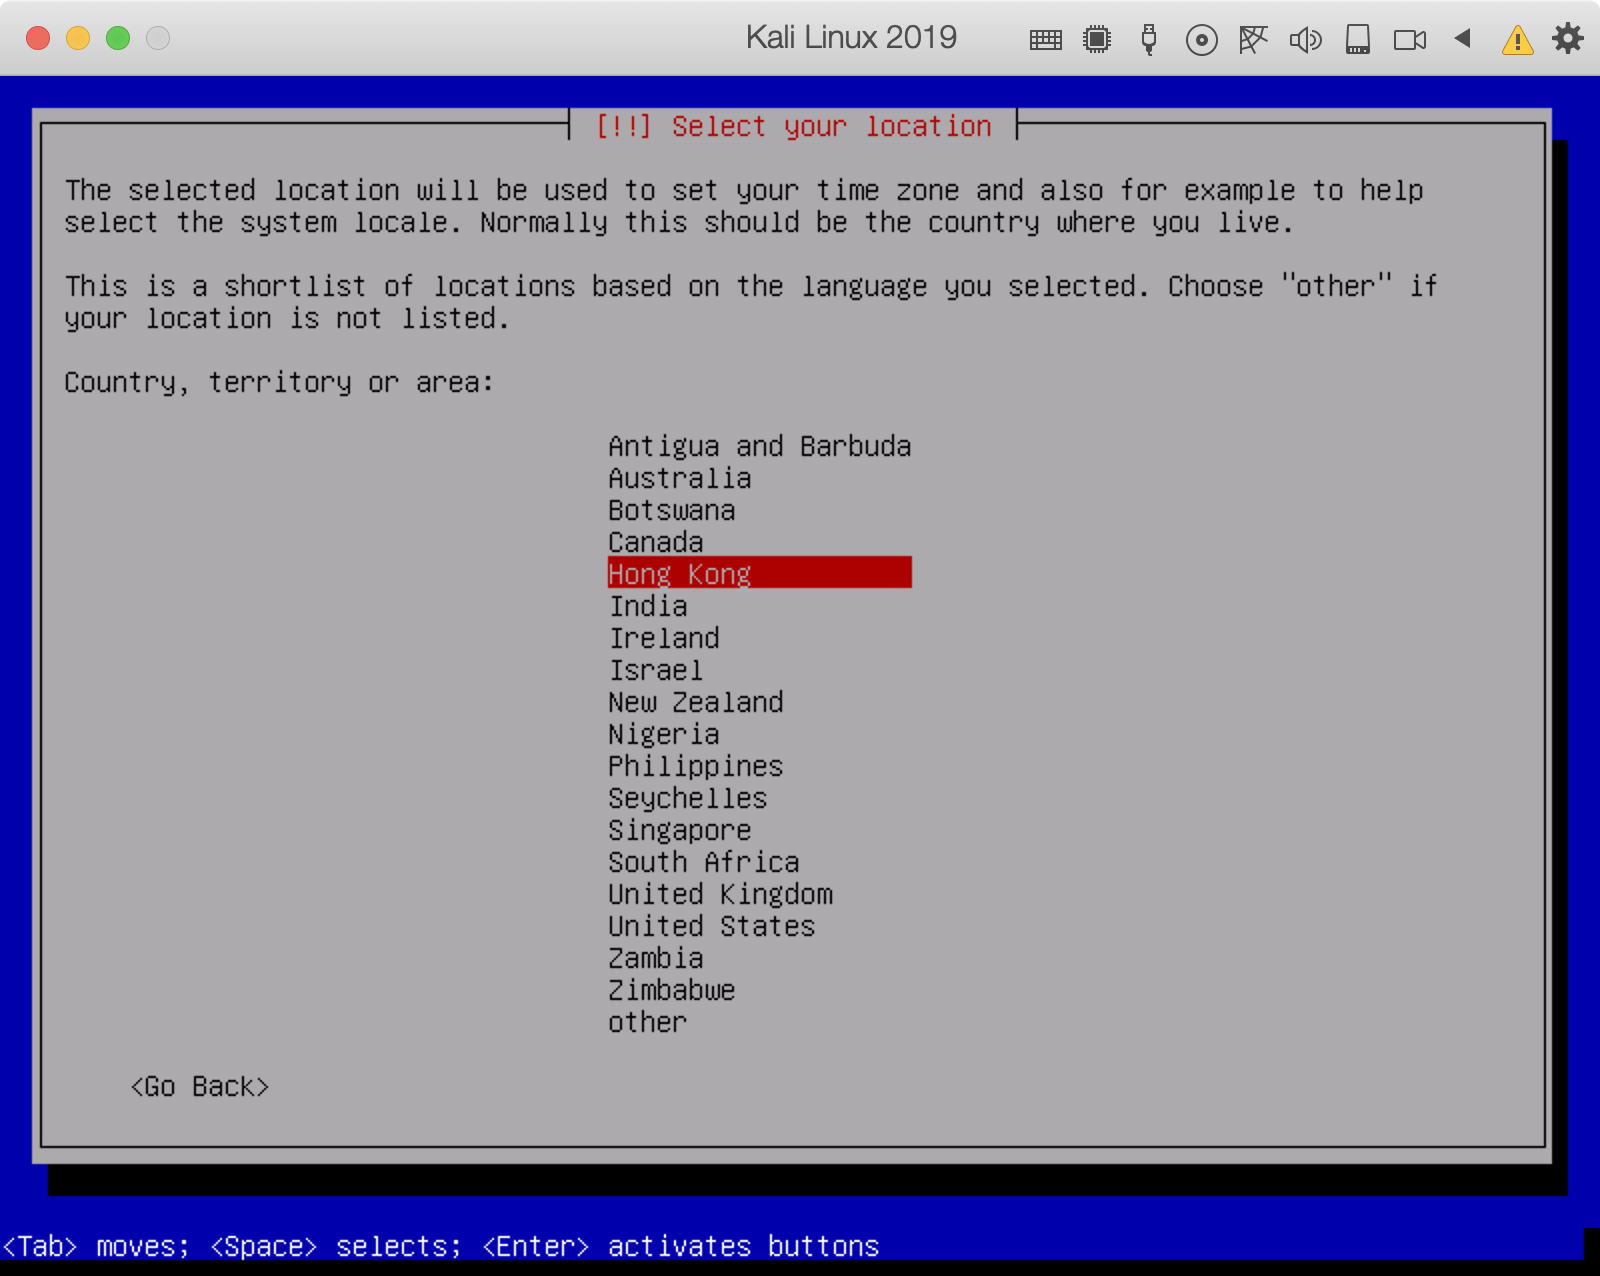 Kali Linux 2019
[!!] Select your location
The selected location will be used to set your time zone and also for example to help
select the system locale. Normally this should be the country where you live.
This is a shortlist of locations based on the language you selected. Choose "other" if
your location is not listed.
Country, territory or area:
Antigua and Barbuda
Australia
Botswana
Canada
Hong Kong
India
Ireland
Israel
New Zealand
Nigeria
Philippines
Seychelles
Singapore
South Africa
United Kingdom
United States
Zambia
Zimbabwe
other
<Go Back>
<Tab> moves; <Space> selects; <Enter> activates buttons